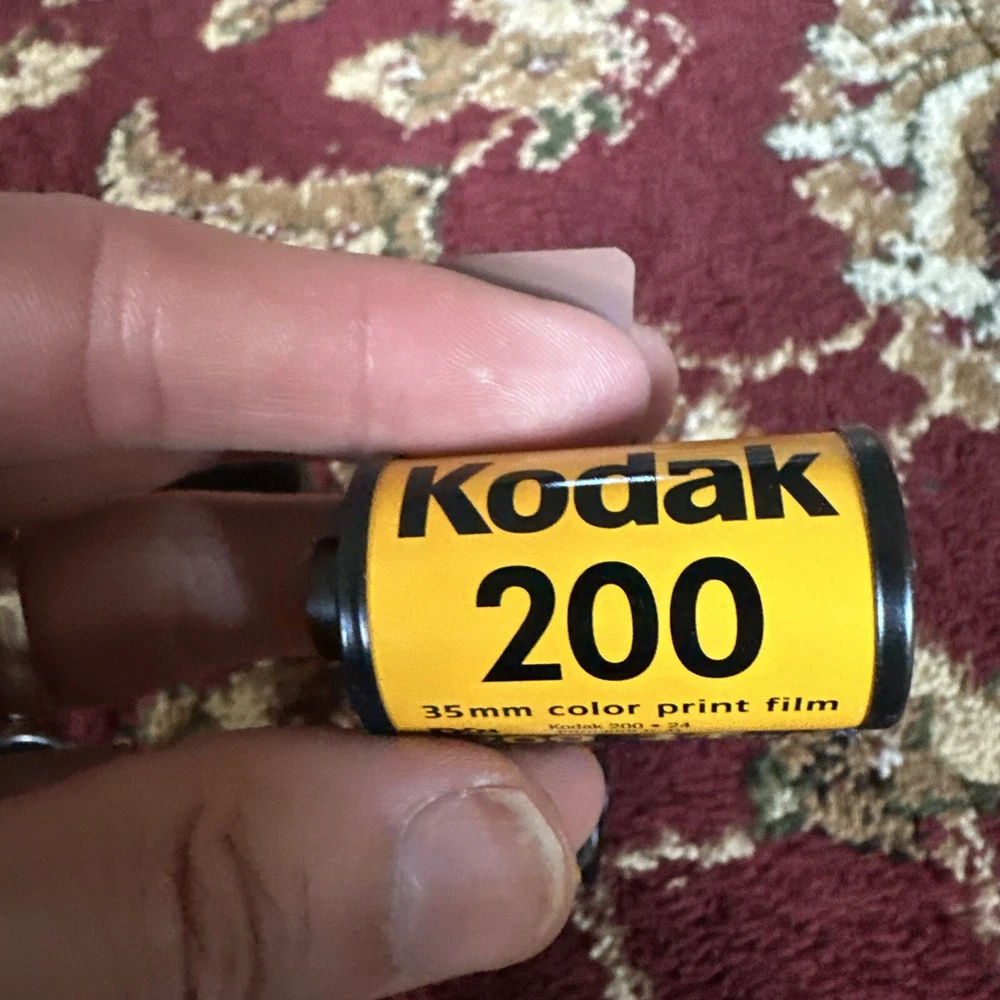 Kodak
200
35mm color print film
Kodak 200 • 24